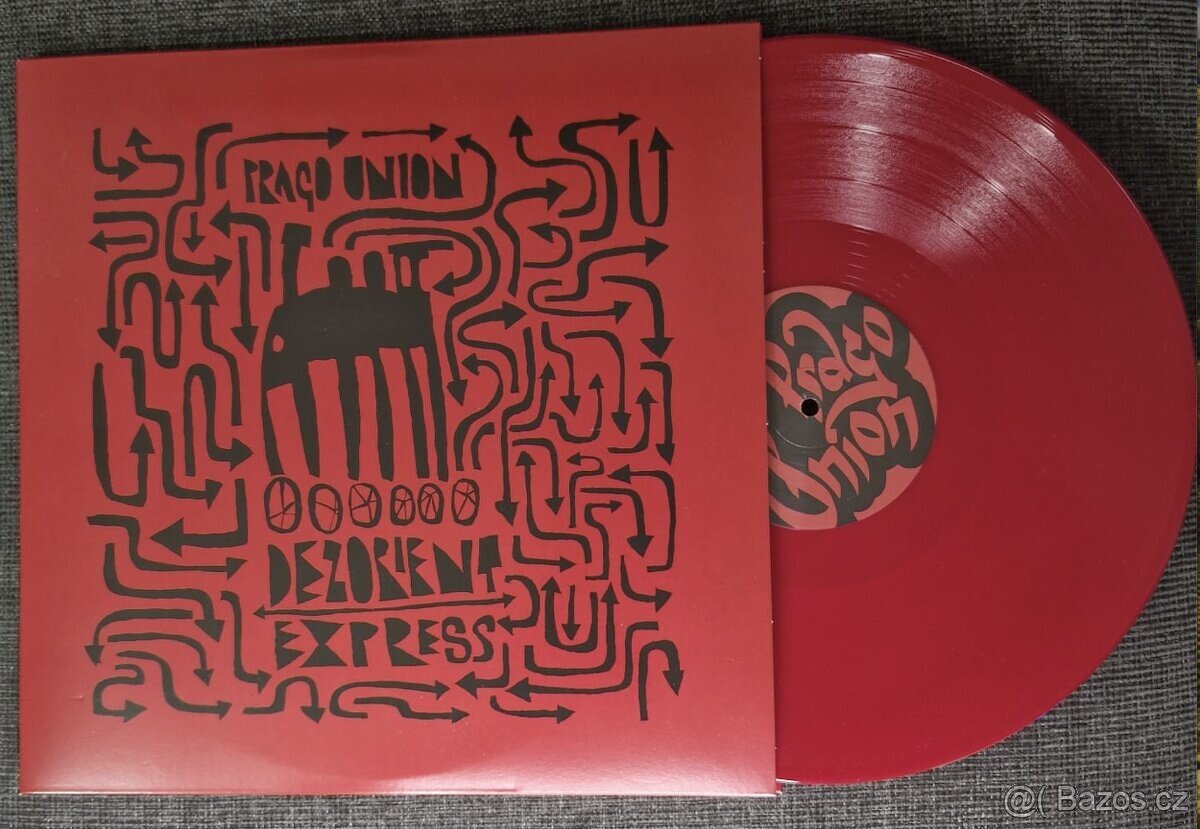 PRAGO UNION
DEZORIENT
EXPRESS
Prago
Union
@( Bazos.cz